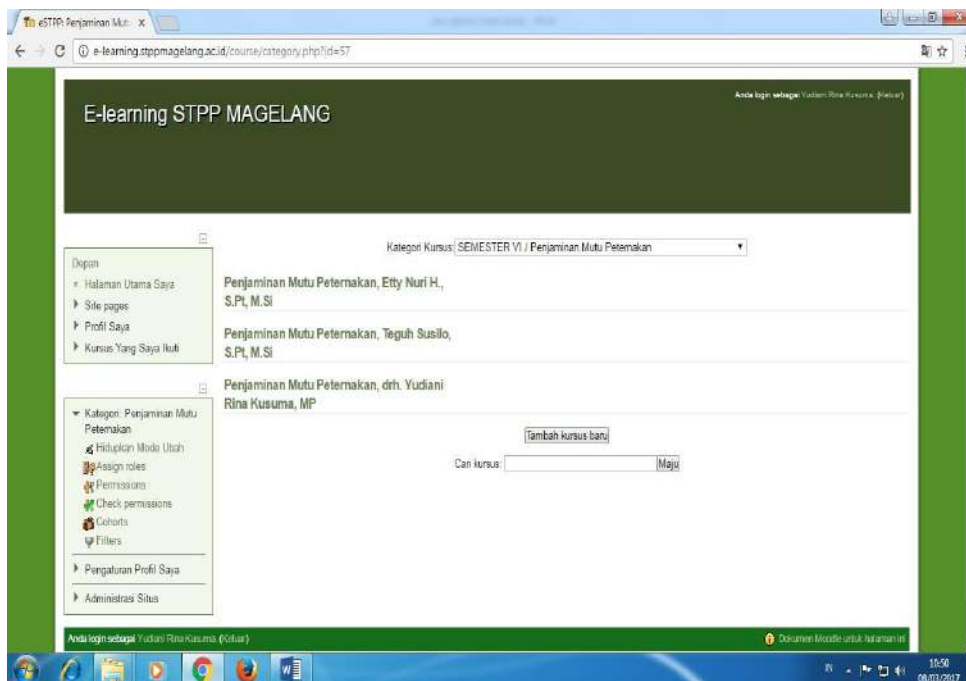 eSTPP: Penjaminan Mut
e-learning.stppmagelang.ac.id/course/category.php?id=57
Anda login sebagai Yudiani Rina Kusuma. (Keluar)
E-learning STPP MAGELANG
Kategori Kursus: SEMESTER VI / Penjaminan Mutu Peternakan
Depan
Halaman Utama Saya
Site pages
Profil Saya
Kursus Yang Saya Ikuti
Penjaminan Mutu Peternakan, Etty Nuri H.,
S.Pt, M.Si
Penjaminan Mutu Peternakan, Teguh Susilo,
S.Pt, M.Si
Penjaminan Mutu Peternakan, drh. Yudiani
Rina Kusuma, MP
Kategori: Penjaminan Mutu
Peternakan
Hidupkan Mode Ubah
Assign roles
Permissions
Check permissions
Cohorts
Filters
Pengaturan Profil Saya
Administrasi Situs
Tambah kursus baru
Cari kursus: Maju
Anda login sebagai Yudiani Rina Kusuma. (Keluar)
Dokumen Moodle untuk halaman ini
IN
10:50
08/03/2017